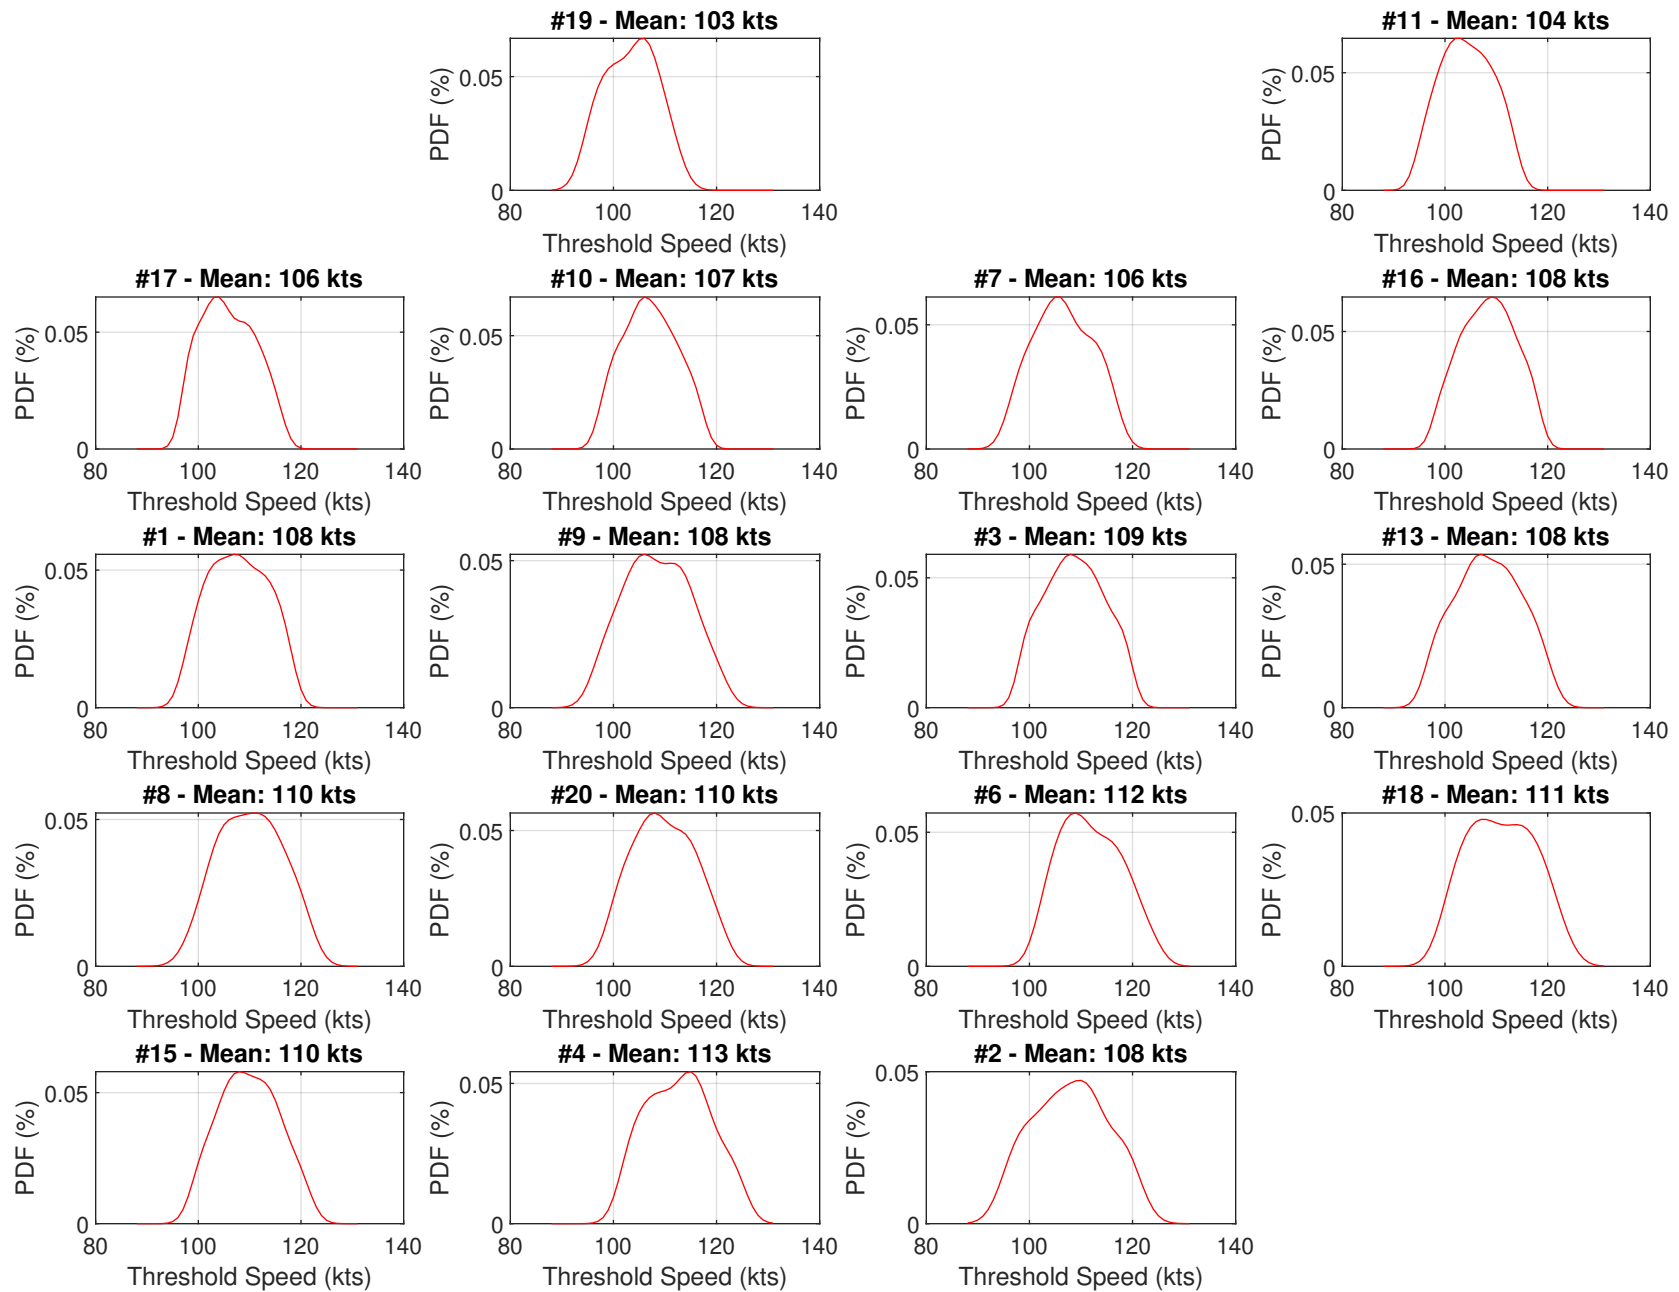 #19 - Mean: 103 kts
PDF (%)
0.05
0
80 100 120 140
Threshold Speed (kts)
#11 - Mean: 104 kts
PDF (%)
0.05
0
80 100 120 140
Threshold Speed (kts)
#17 - Mean: 106 kts
PDF (%)
0.05
0
80 100 120 140
Threshold Speed (kts)
#10 - Mean: 107 kts
PDF (%)
0.05
0
80 100 120 140
Threshold Speed (kts)
#7 - Mean: 106 kts
PDF (%)
0.05
0
80 100 120 140
Threshold Speed (kts)
#16 - Mean: 108 kts
PDF (%)
0.05
0
80 100 120 140
Threshold Speed (kts)
#1 - Mean: 108 kts
PDF (%)
0.05
0
80 100 120 140
Threshold Speed (kts)
#9 - Mean: 108 kts
PDF (%)
0.05
0
80 100 120 140
Threshold Speed (kts)
#3 - Mean: 109 kts
PDF (%)
0.05
0
80 100 120 140
Threshold Speed (kts)
#13 - Mean: 108 kts
PDF (%)
0.05
0
80 100 120 140
Threshold Speed (kts)
#8 - Mean: 110 kts
PDF (%)
0.05
0
80 100 120 140
Threshold Speed (kts)
#20 - Mean: 110 kts
PDF (%)
0.05
0
80 100 120 140
Threshold Speed (kts)
#6 - Mean: 112 kts
PDF (%)
0.05
0
80 100 120 140
Threshold Speed (kts)
#18 - Mean: 111 kts
PDF (%)
0.05
0
80 100 120 140
Threshold Speed (kts)
#15 - Mean: 110 kts
PDF (%)
0.05
0
80 100 120 140
Threshold Speed (kts)
#4 - Mean: 113 kts
PDF (%)
0.05
0
80 100 120 140
Threshold Speed (kts)
#2 - Mean: 108 kts
PDF (%)
0.05
0
80 100 120 140
Threshold Speed (kts)